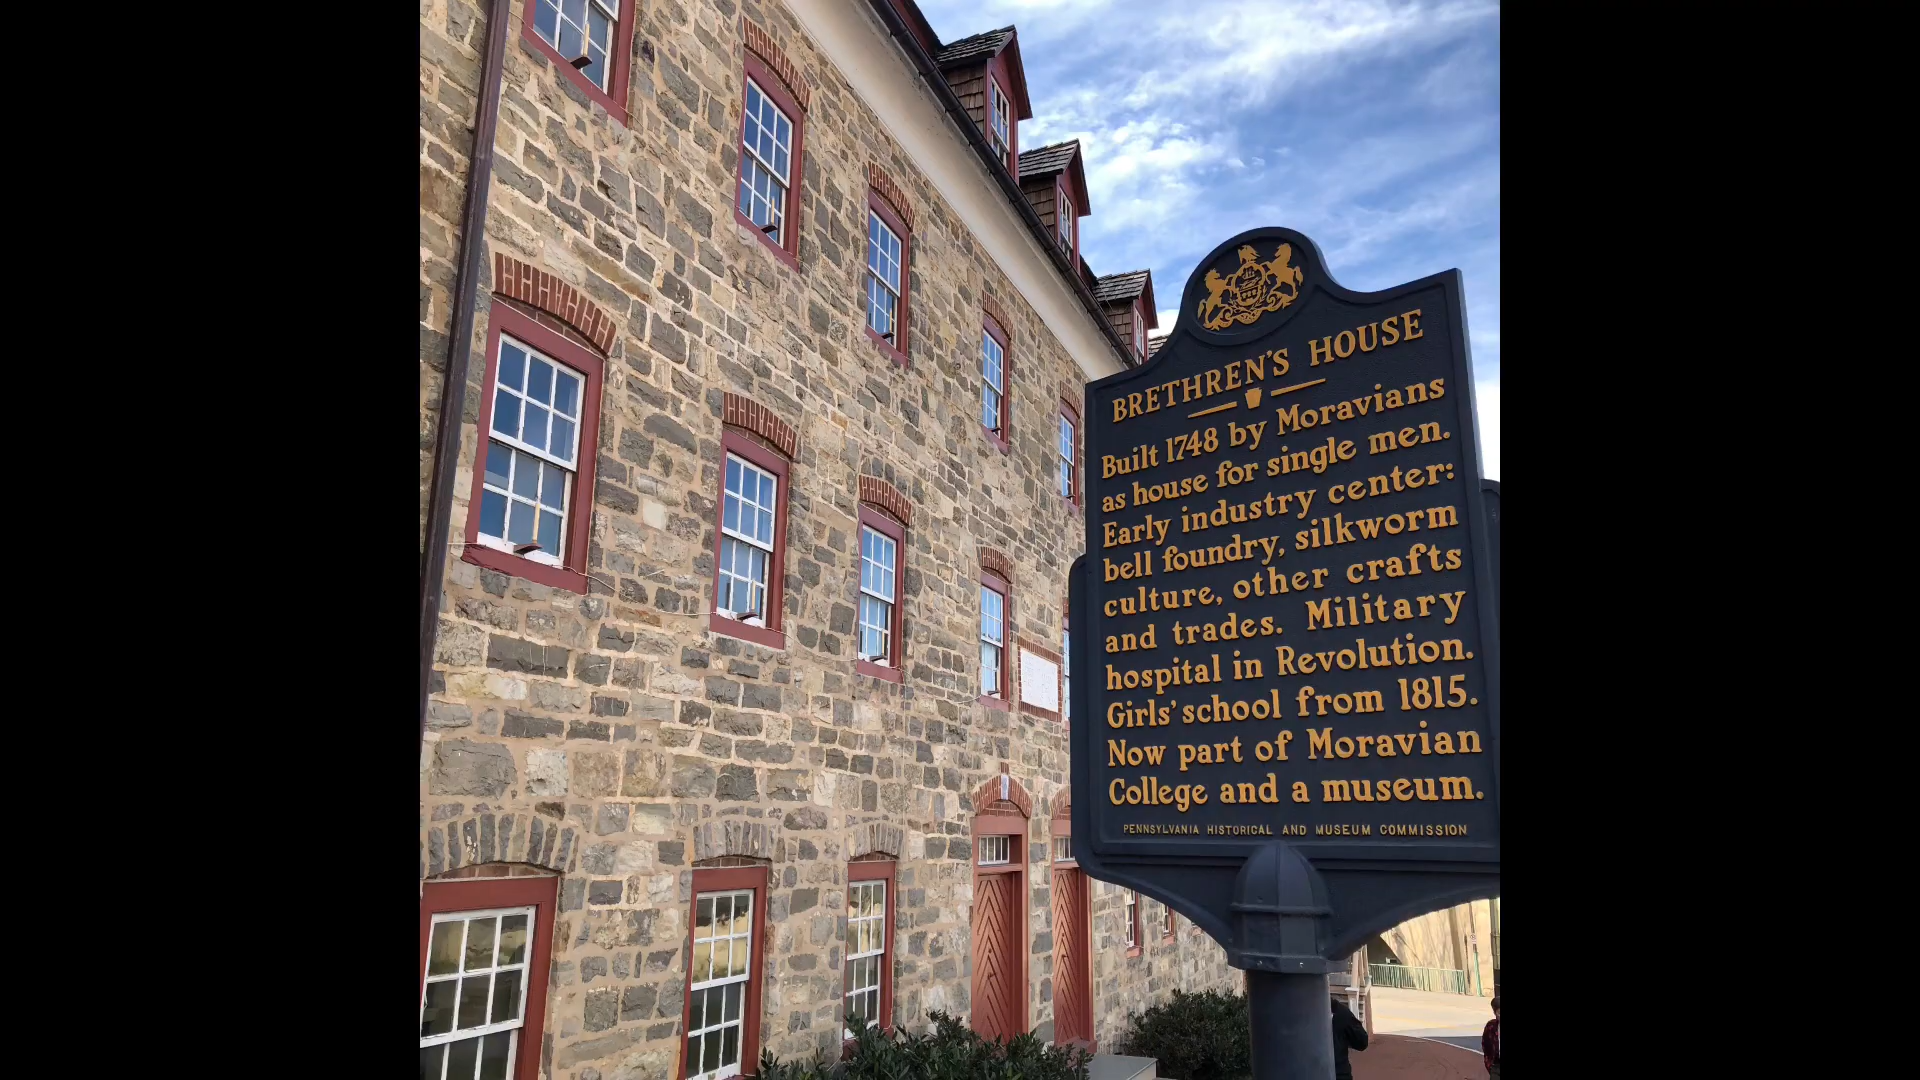 BRETHREN'S HOUSE
Built 1748 by Moravians
as house for single men.
Early industry center:
bell foundry, silkworm
culture, other crafts
and trades. Military
hospital in Revolution.
Girls' school from 1815.
Now part of Moravian
College and a museum.
PENNSYLVANIA HISTORICAL AND MUSEUM COMMISSION